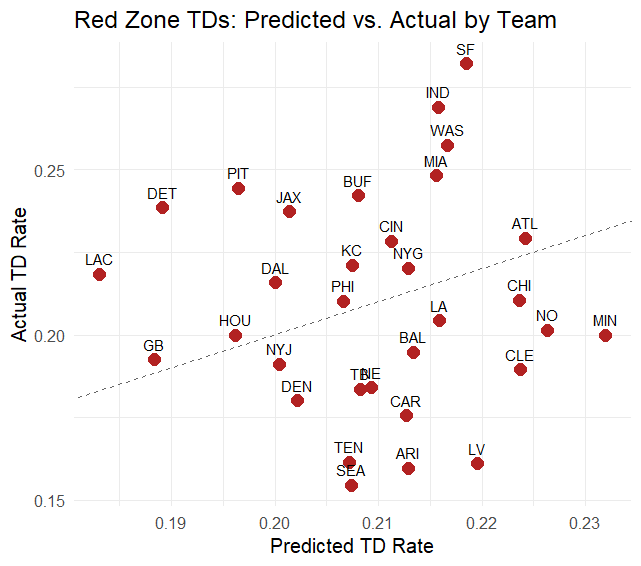 Red Zone TDs: Predicted vs. Actual by Team
SF
IND
WAS
MIA
PIT
BUF
DET
JAX
ATL
CIN
KC
NYG
LAC
DAL
PHI
CHI
LA
NO
HOU
MIN
GB
NYJ
BAL
CLE
DEN
TB
NE
CAR
TEN
ARI
LV
SEA
0.25
0.20
0.15
Actual TD Rate
0.19
0.20
0.21
0.22
0.23
Predicted TD Rate